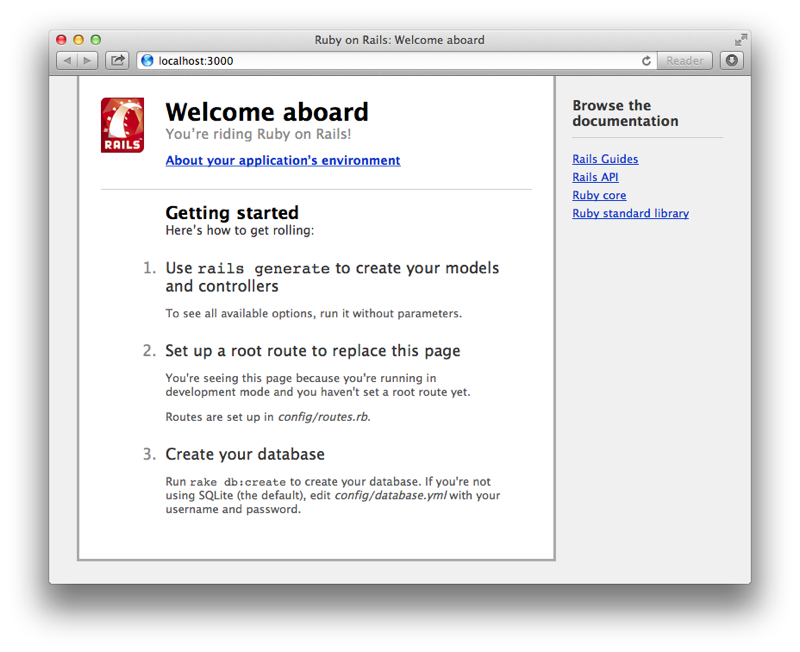 Ruby on Rails: Welcome aboard
localhost:3000
Reader
RAILS
Welcome aboard
You're riding Ruby on Rails!
About your application's environment
Getting started
Here's how to get rolling:
1. Use rails generate to create your models
and controllers
To see all available options, run it without parameters.
2. Set up a root route to replace this page
You're seeing this page because you're running in
development mode and you haven't set a root route yet.
Routes are set up in config/routes.rb.
3. Create your database
Run rake db:create to create your database. If you're not
using SQLite (the default), edit config/database.yml with your
username and password.
Browse the
documentation
Rails Guides
Rails API
Ruby core
Ruby standard library